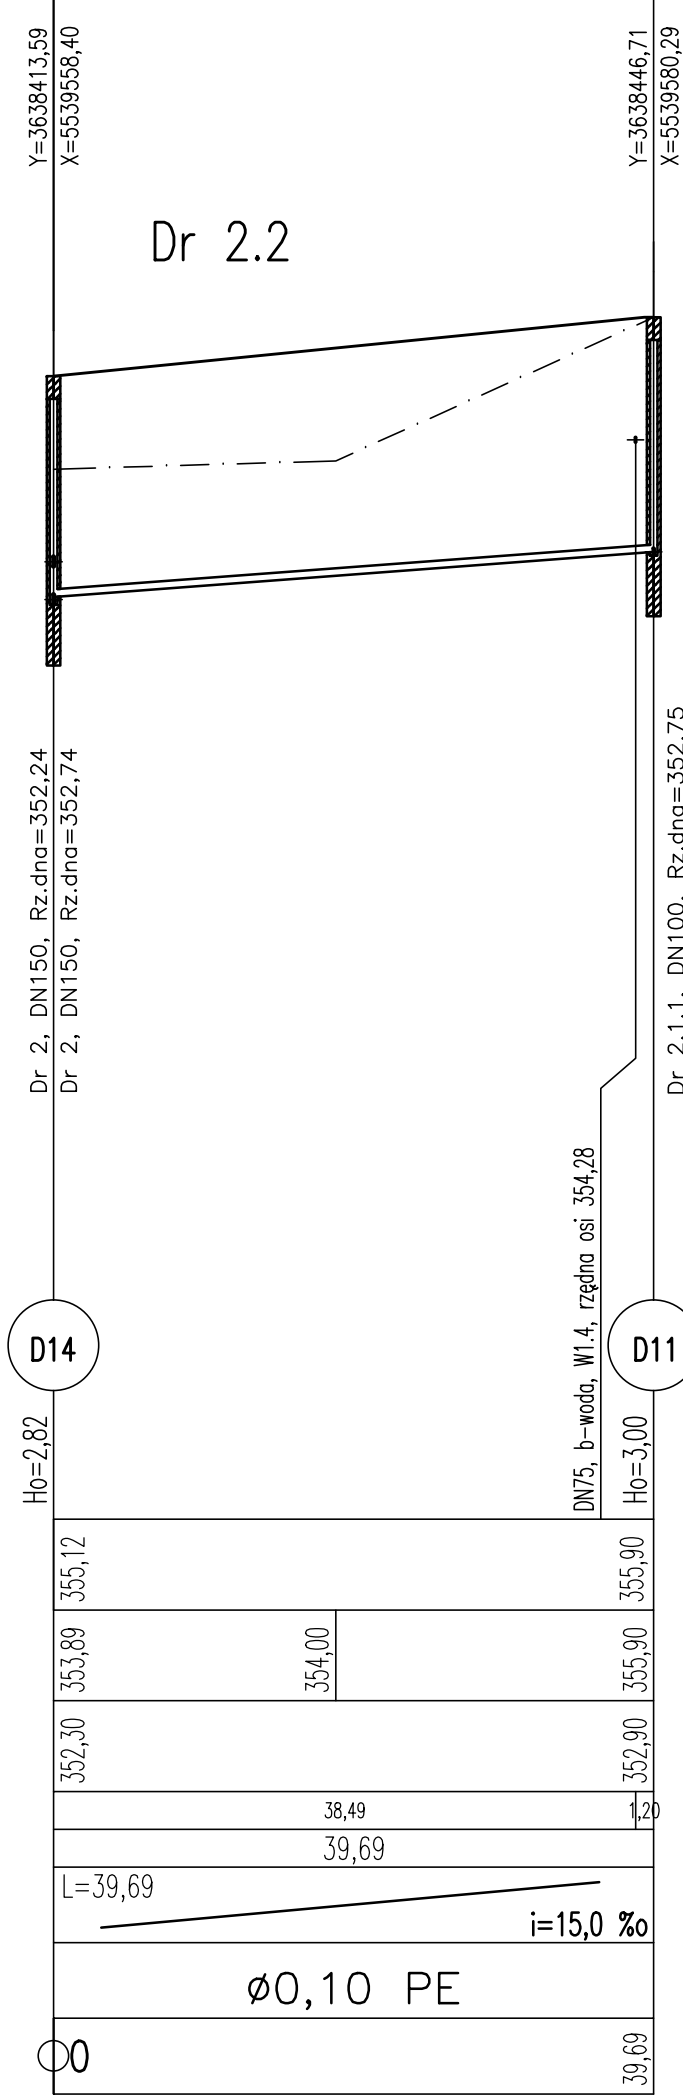 Y=3638413,59
X=5539558,40
Y=3638446,71
X=5539580,29
Dr 2.2
Dr 2, DN150, Rz.dna=352,24
Dr 2, DN150, Rz.dna=352,74
Dr 2.1.1, DN100, Rz.dna=352,75
DN75, b-woda, W1.4, rzędna osi 354,28
D14
D11
Ho=2,82
Ho=3,00
355,12
355,90
353,89
354,00
355,90
352,30
352,90
38,49
1,20
39,69
L=39,69
i=15,0 ‰
ø0,10 PE
0
39,69